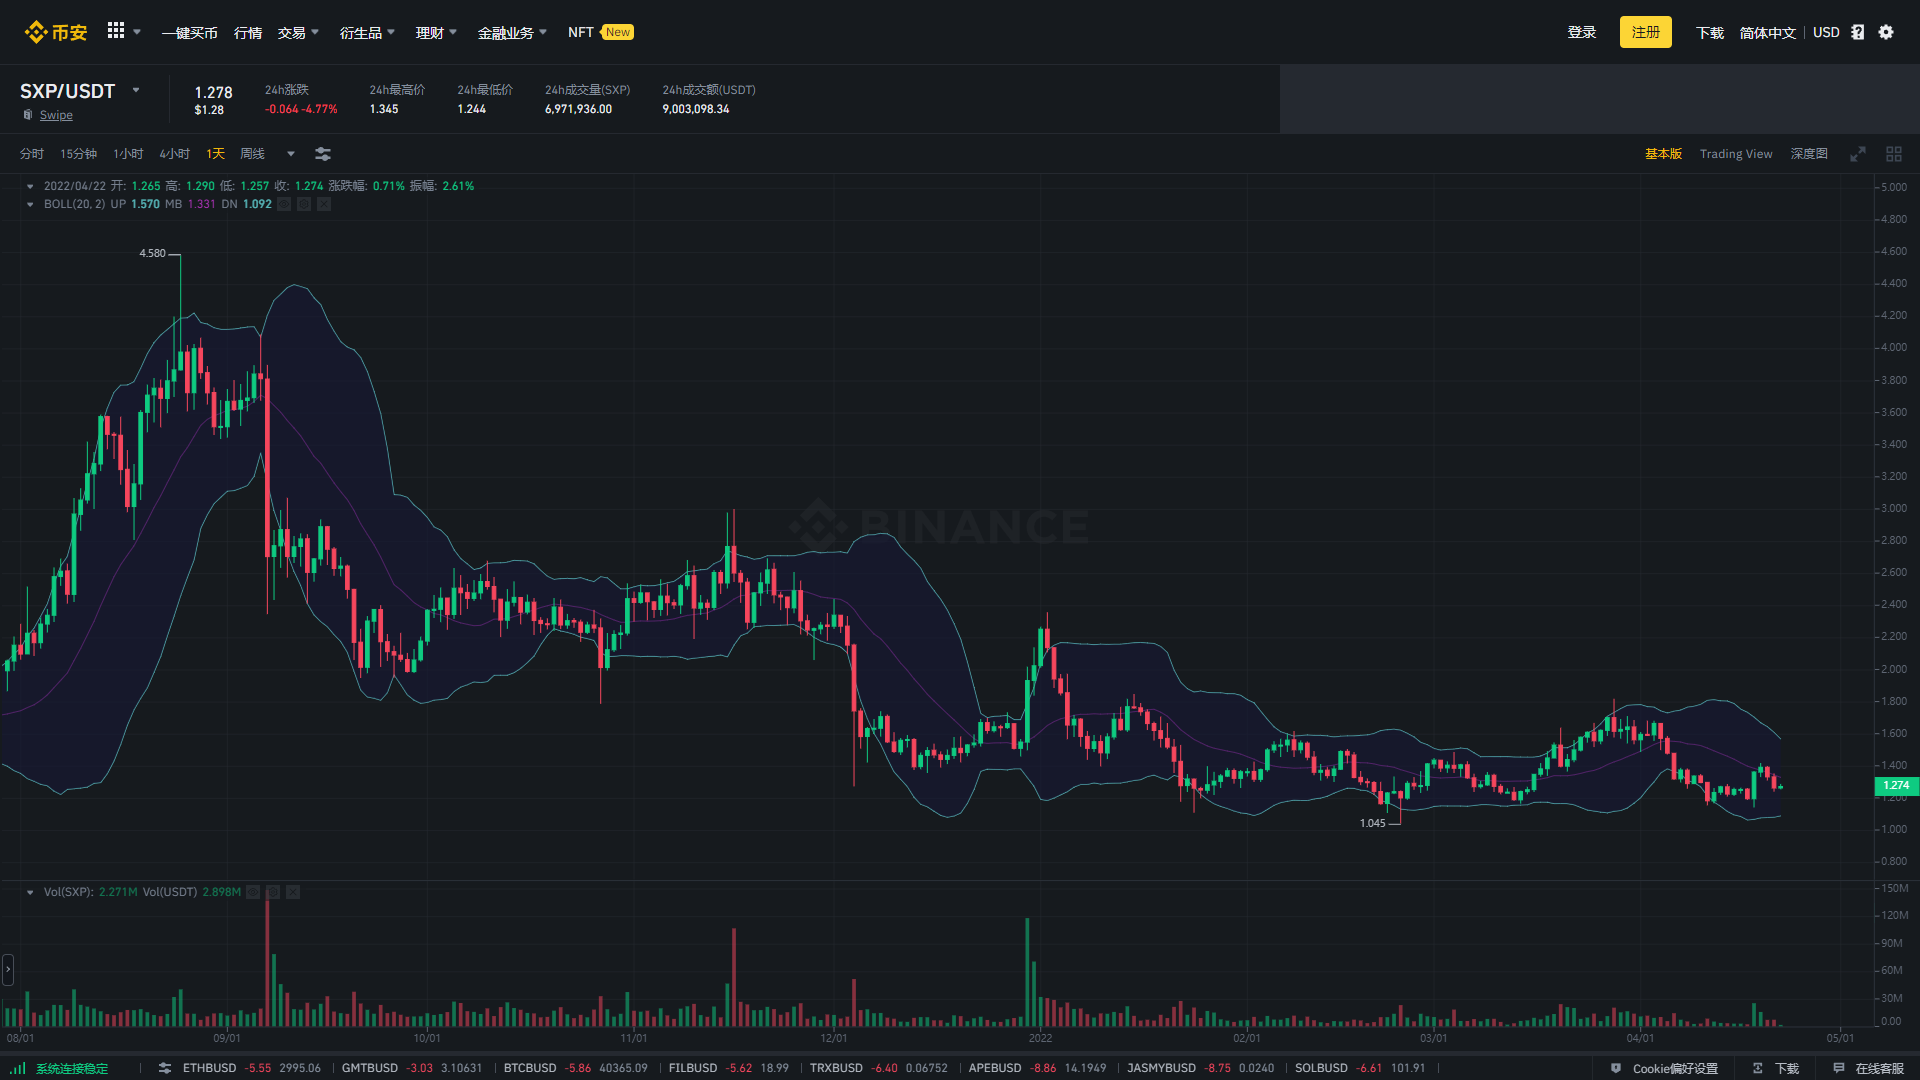 币安 一键买币 行情 交易 衍生品 理财 金融业务 NFT New 登录 注册 下载 简体中文 USD
SXP/USDT 1.278 24h涨跌 24h最高价 24h最低价 24h成交量(SXP) 24h成交额(USDT)
Swipe $1.28 -0.064 -4.77% 1.345 1.244 6,971,936.00 9,003,098.34
分时 15分钟 1小时 4小时 1天 周线 基本版 Trading View 深度图
2022/04/22 开: 1.265 高: 1.290 低: 1.257 收: 1.274 涨跌幅: 0.71% 振幅: 2.61%
BOLL(20, 2) UP 1.570 MB 1.331 DN 1.092
5.000
4.800
4.600
4.580
4.400
4.200
4.000
3.800
3.600
3.400
3.200
3.000
BINANCE
2.800
2.600
2.400
2.200
2.000
1.800
1.600
1.400
1.274
1.200
1.045
1.000
0.800
Vol(SXP): 2.271M Vol(USDT) 2.898M
150M
120M
90M
60M
30M
0.00
08/01 09/01 10/01 11/01 12/01 2022 02/01 03/01 04/01 05/01
系统连接稳定 ETHBUSD -5.55 2995.06 GMTBUSD -3.03 3.10631 BTCBUSD -5.86 40365.09 FILBUSD -5.62 18.99 TRXBUSD -6.40 0.06752 APEBUSD -8.86 14.1949 JASMYBUSD -8.75 0.0240 SOLBUSD -6.61 101.91 Cookie偏好设置 下载 在线客服